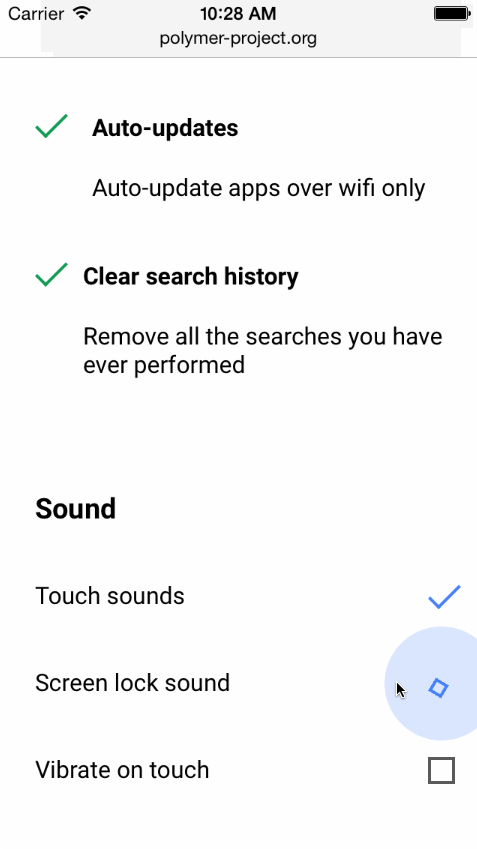 Carrier 10:28 AM
polymer-project.org
Auto-updates
Auto-update apps over wifi only
Clear search history
Remove all the searches you have
ever performed
Sound
Touch sounds
Screen lock sound
Vibrate on touch